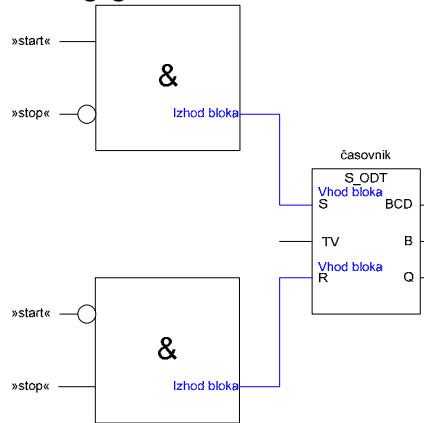 »start«
&
»stop«
Izhod bloka
časovnik
S_ODT
Vhod bloka
S BCD
TV B
Vhod bloka
R Q
»start«
&
»stop«
Izhod bloka